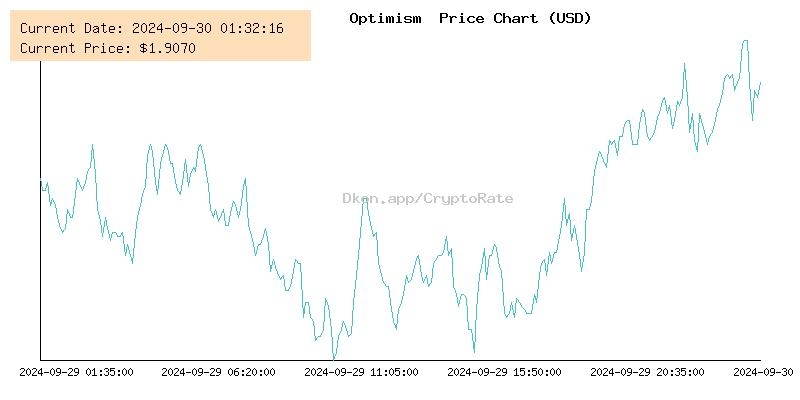 Optimism  Price Chart (USD)
Current Date: 2024-09-30 01:32:16
Current Price: $1.9070
Dkon.app/CryptoRate
2024-09-29 01:35:00 2024-09-29 06:20:00 2024-09-29 11:05:00 2024-09-29 15:50:00 2024-09-29 20:35:00 2024-09-30